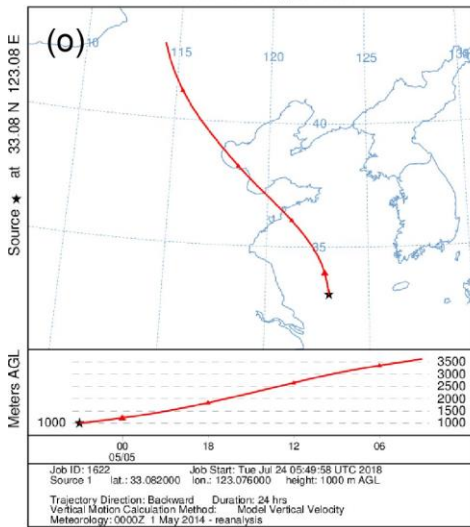 (o)
110
115
120
125
130
40
35
Source ★ at 33.08 N 123.08 E
Meters AGL
3500
3000
2500
2000
1500
1000
1000
00 18 12 06
05/05
Job ID: 1622 Job Start: Tue Jul 24 05:49:58 UTC 2018
Source 1 lat.: 33.082000 lon.: 123.076000 height: 1000 m AGL
Trajectory Direction: Backward Duration: 24 hrs
Vertical Motion Calculation Method: Model Vertical Velocity
Meteorology: 0000Z 1 May 2014 - reanalysis